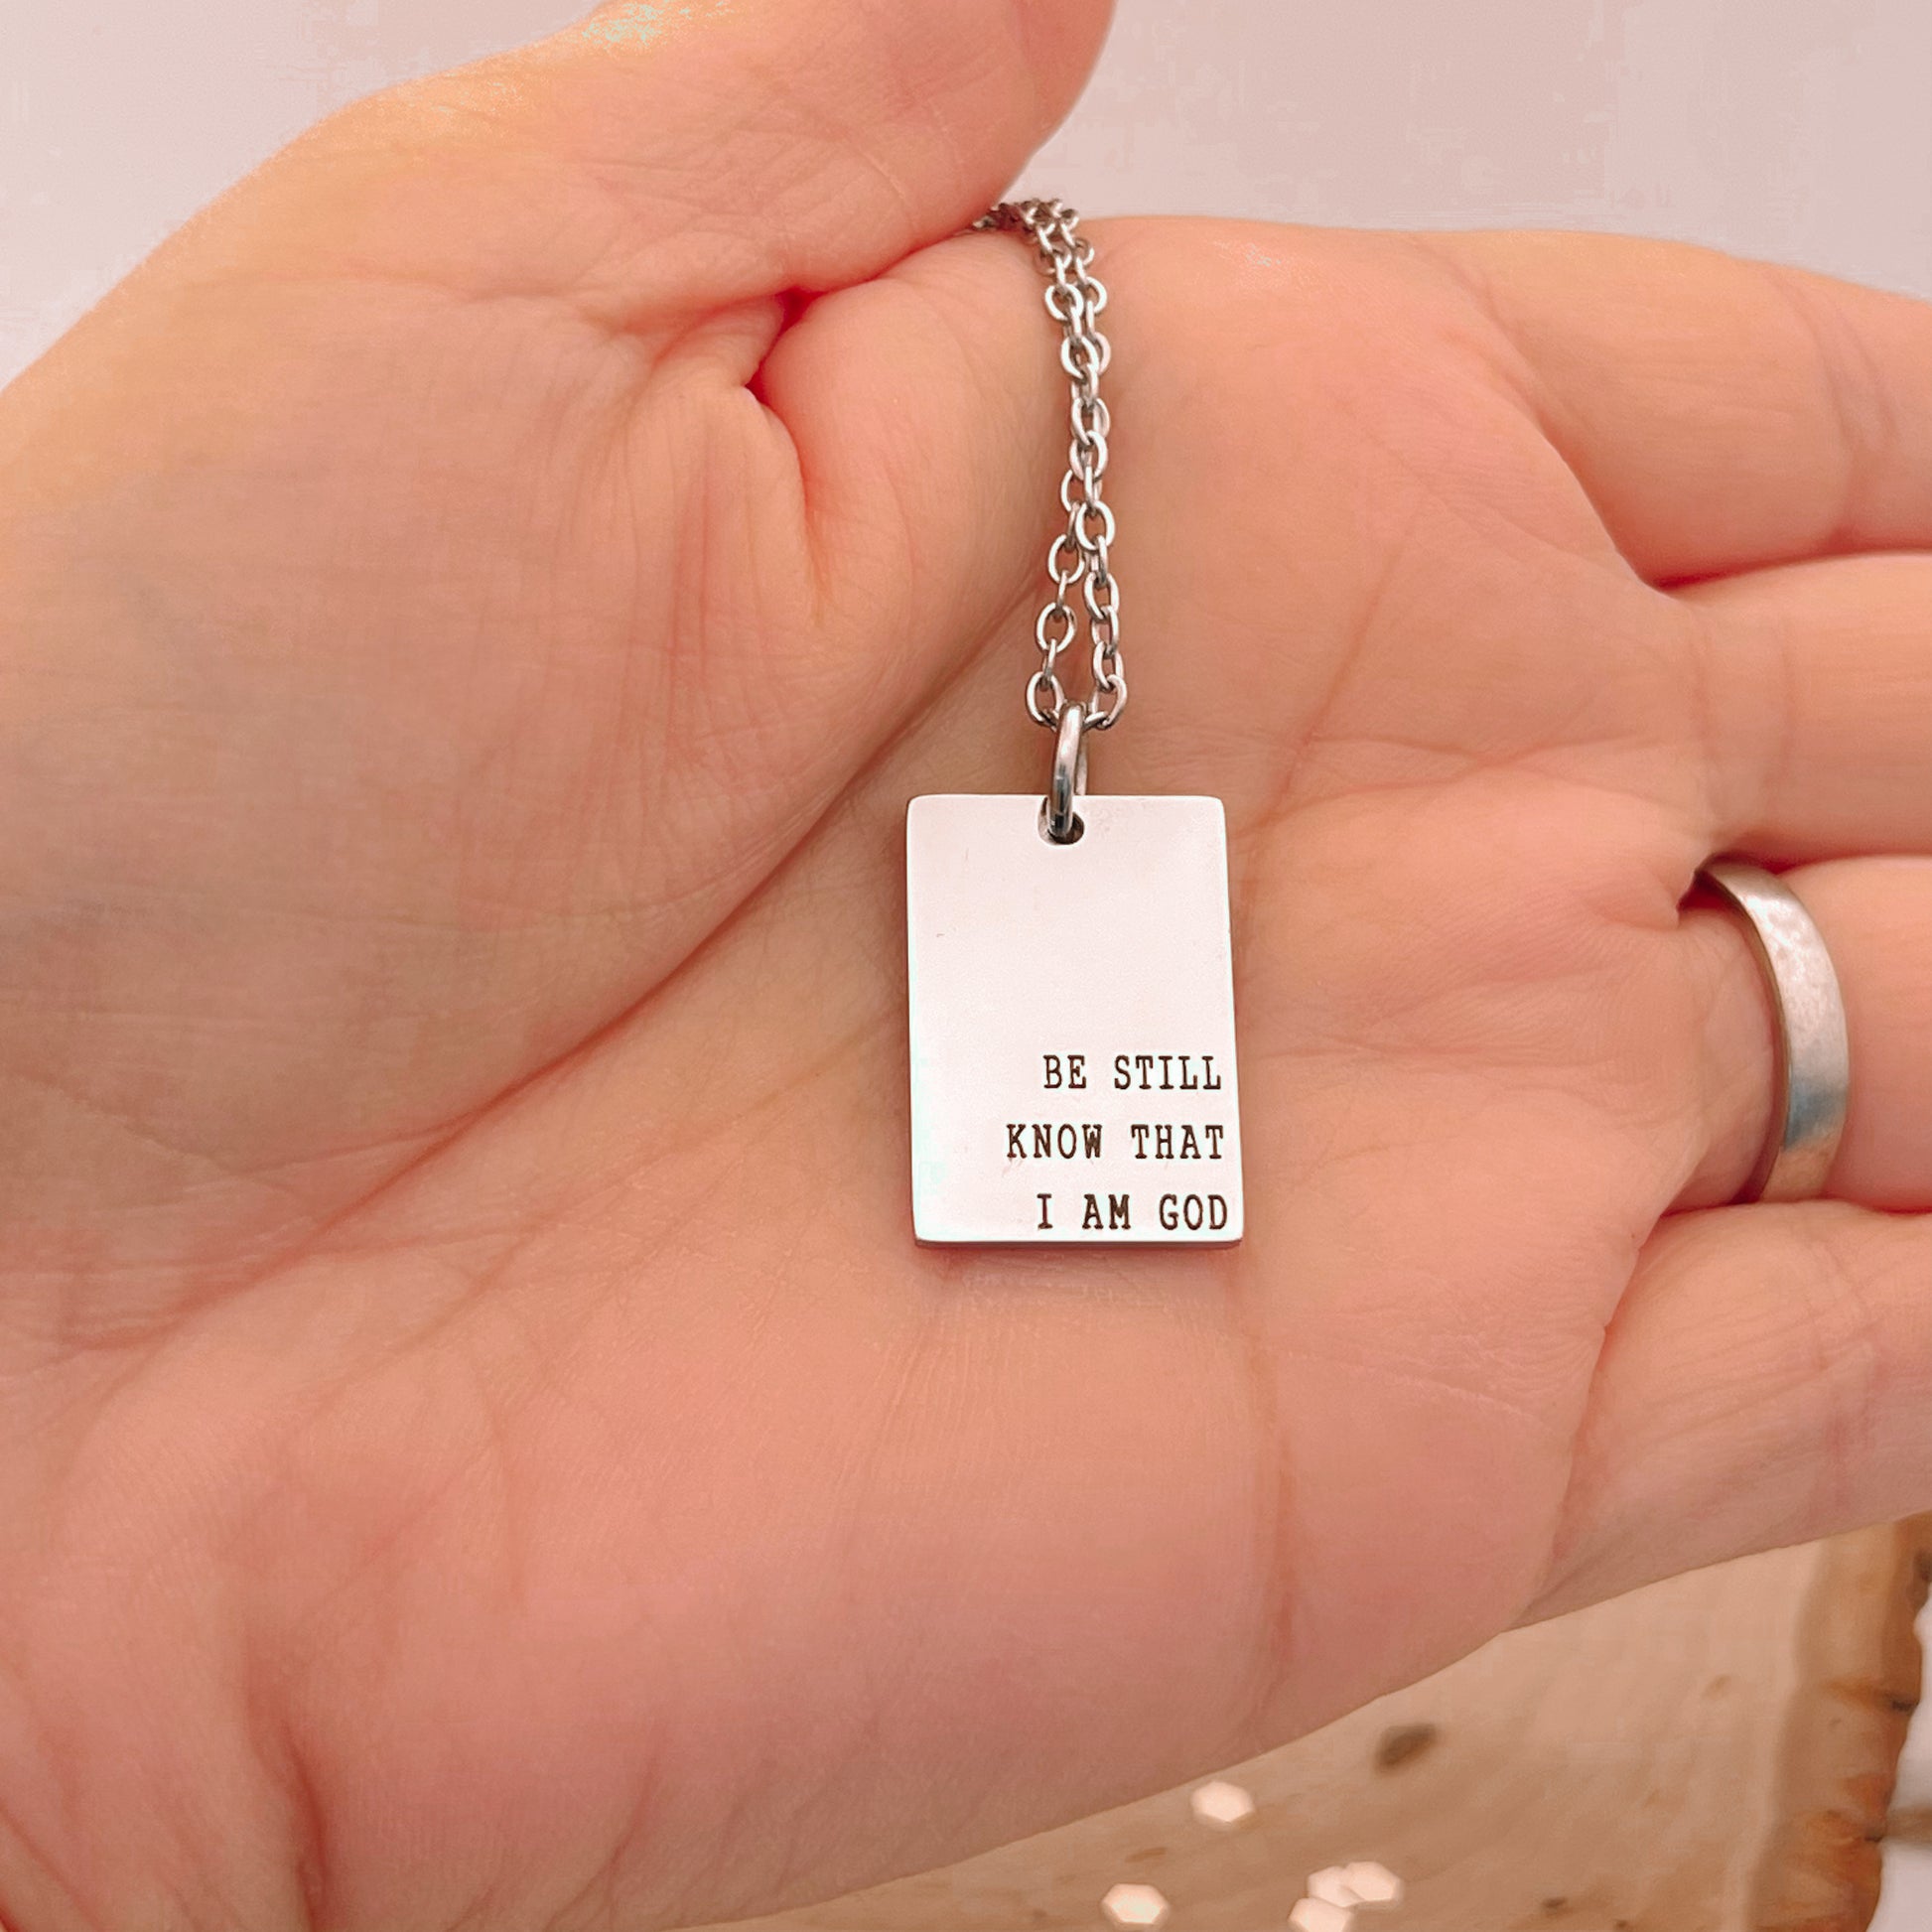 BE STILL
KNOW THAT
I AM GOD